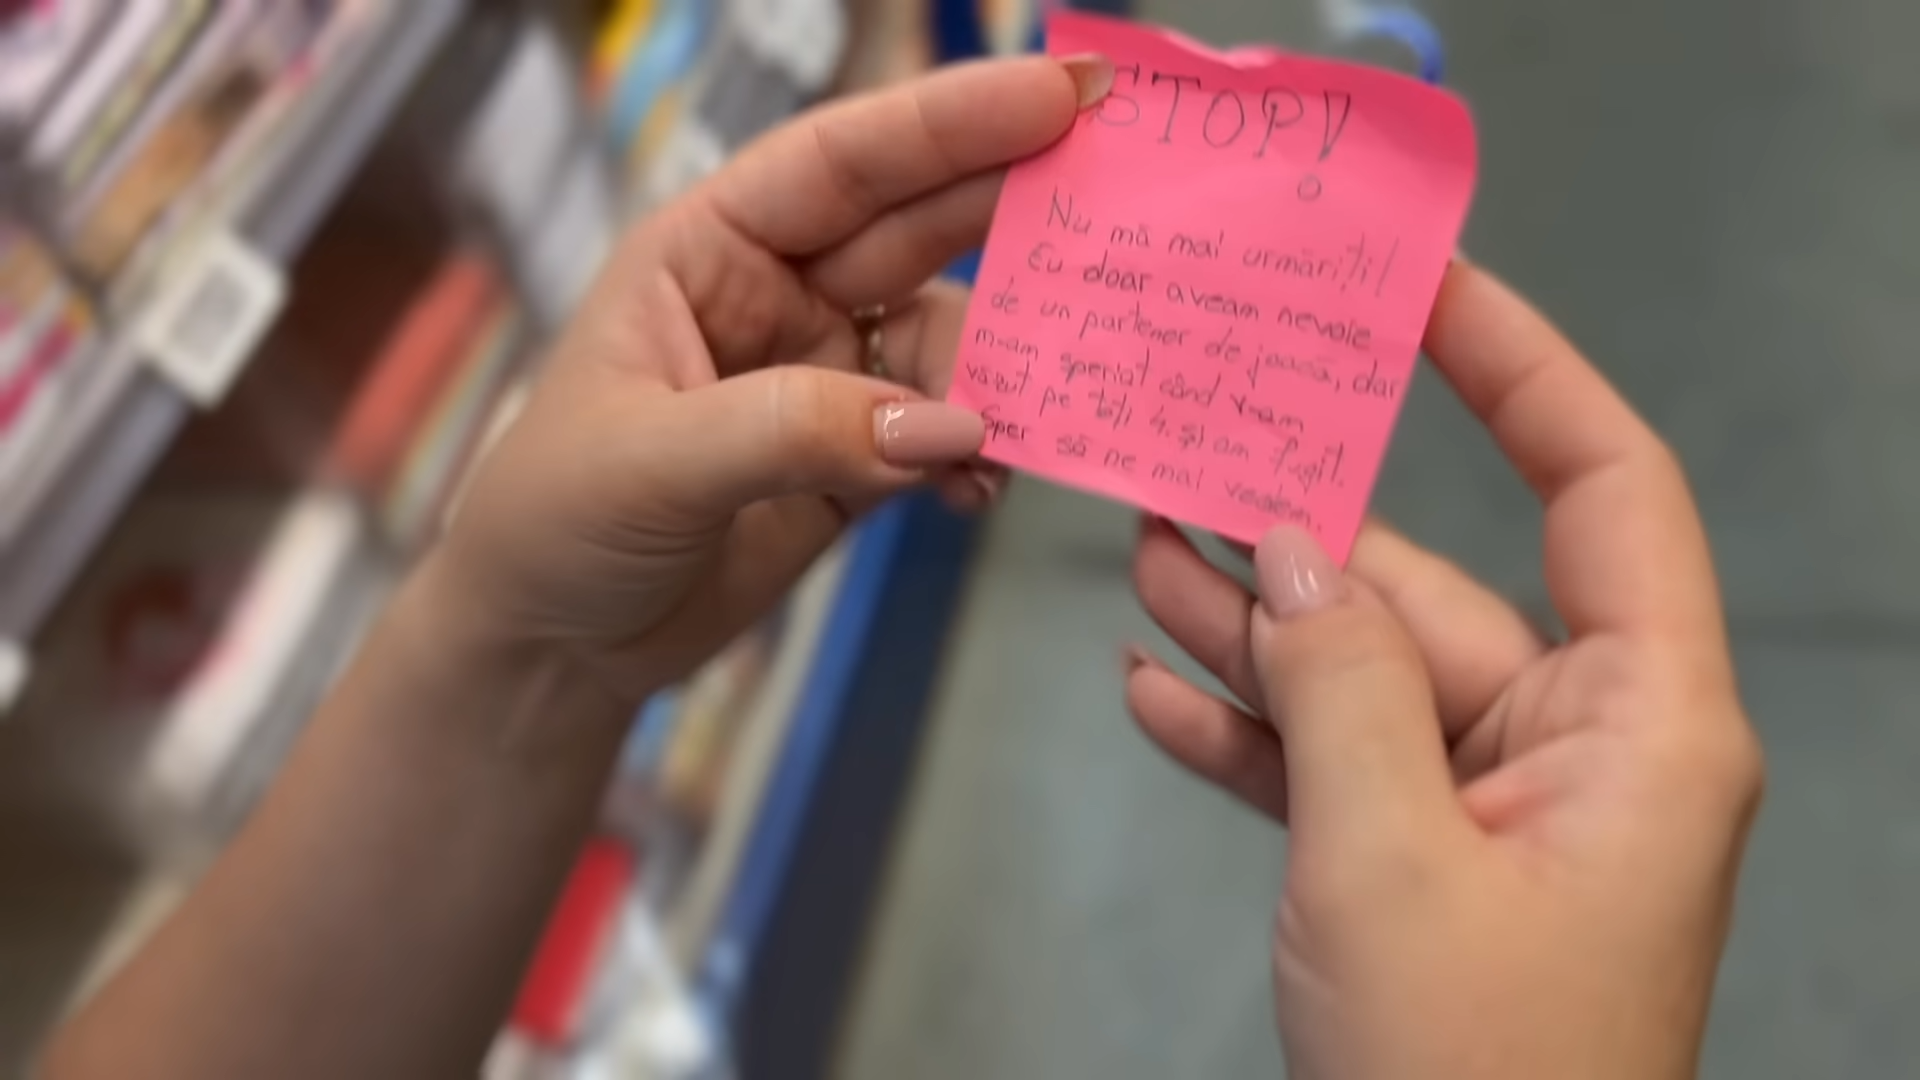 STOP!
Nu mă mai urmăriți!
Eu doar aveam nevoie
de un partener de joacă, dar
m-am speriat când v-am
văzut pe toți 4. și am fugit.
Sper să ne mai vedem.